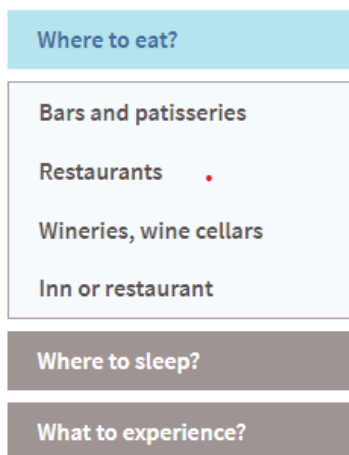 Where to eat?
Bars and patisseries
Restaurants
Wineries, wine cellars
Inn or restaurant
Where to sleep?
What to experience?